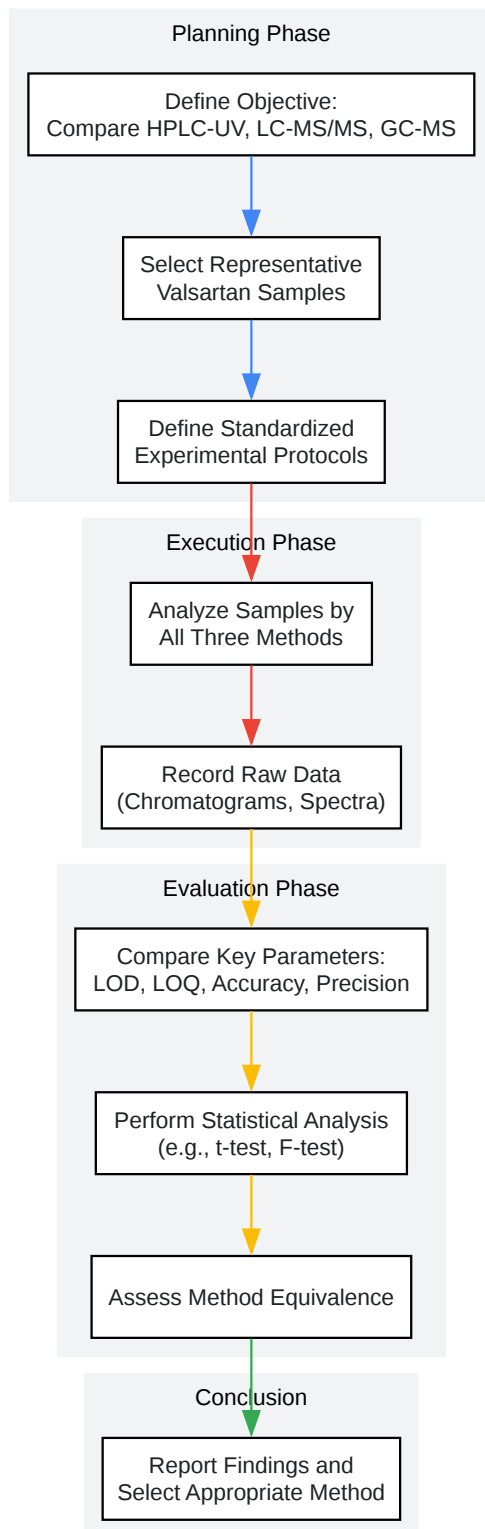 Planning Phase
Define Objective:
Compare HPLC-UV, LC-MS/MS, GC-MS
Select Representative
Valsartan Samples
Define Standardized
Experimental Protocols
Execution Phase
Analyze Samples by
All Three Methods
Record Raw Data
(Chromatograms, Spectra)
Evaluation Phase
Compare Key Parameters:
LOD, LOQ, Accuracy, Precision
Perform Statistical Analysis
(e.g., t-test, F-test)
Assess Method Equivalence
Conclusion
Report Findings and
Select Appropriate Method